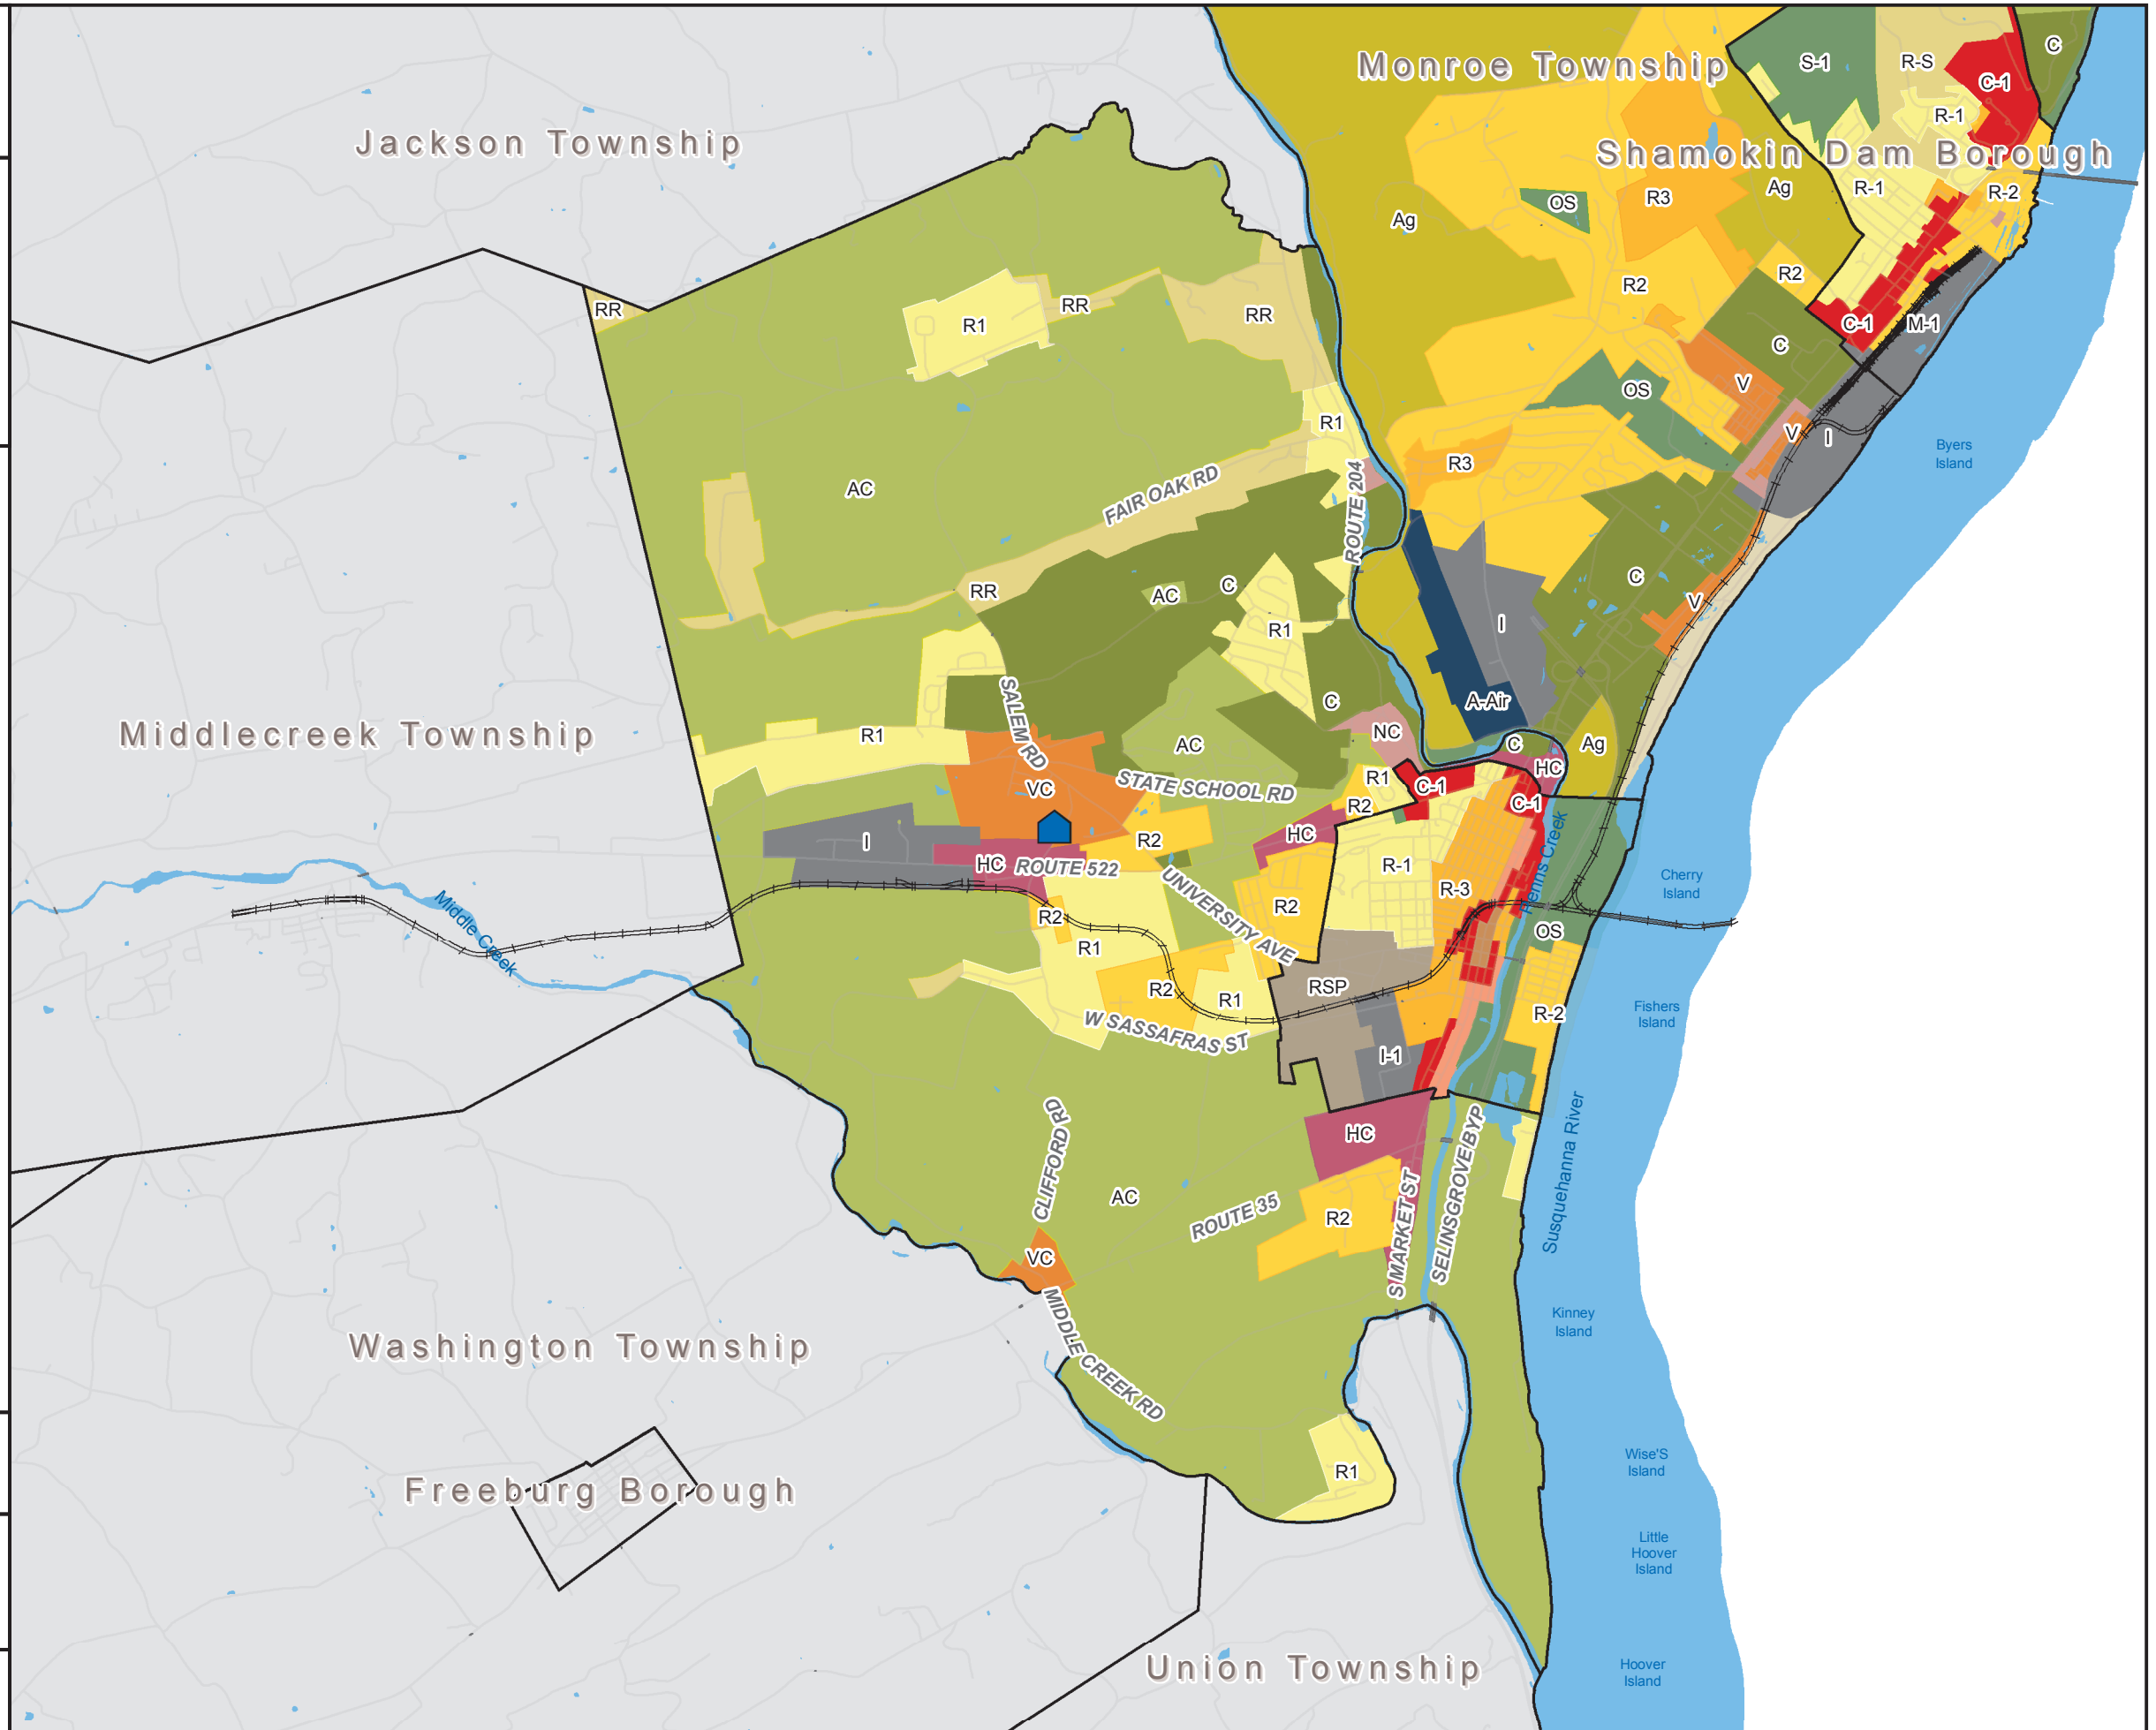 Monroe Township
S-1
R-S
C
C-1
R-1
Jackson Township
Shamokin Dam Borough
Ag
R-1
R-2
OS
R3
Ag
R2
R2
RR
RR
RR
R1
C-1
M-1
C
OS
V
R1
V
I
R3
Byers
Island
AC
FAIR OAK RD
ROUTE 204
RR
AC
C
C
V
R1
I
SALEM RD
C
A-Air
Middlecreek Township
R1
NC
AC
C
Ag
HC
STATE SCHOOL RD
VC
R1
C-1
C-1
R2
I
R2
HC
HC
ROUTE 522
R-1
Penns Creek
Cherry
Island
R-3
UNIVERSITY AVE
R2
R2
Middle Creek
R1
OS
R2
R1
RSP
R-2
Fishers
Island
W SASSAFRAS ST
I-1
CLIFFORD RD
HC
SELINSGROVE BYP
Susquehanna River
AC
ROUTE 35
R2
S MARKET ST
VC
MIDDLE CREEK RD
Kinney
Island
Washington Township
R1
Wise'S
Island
Freeburg Borough
Little
Hoover
Island
Union Township
Hoover
Island